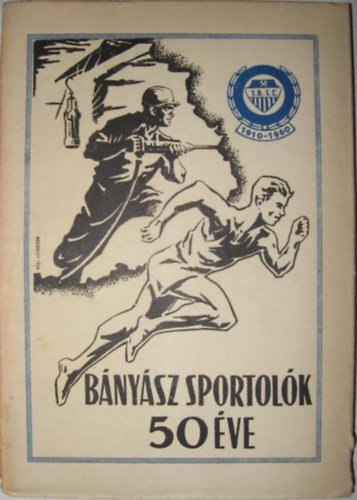 1910-1960
BÁNYÁSZ SPORTOLÓK
50 ÉVE